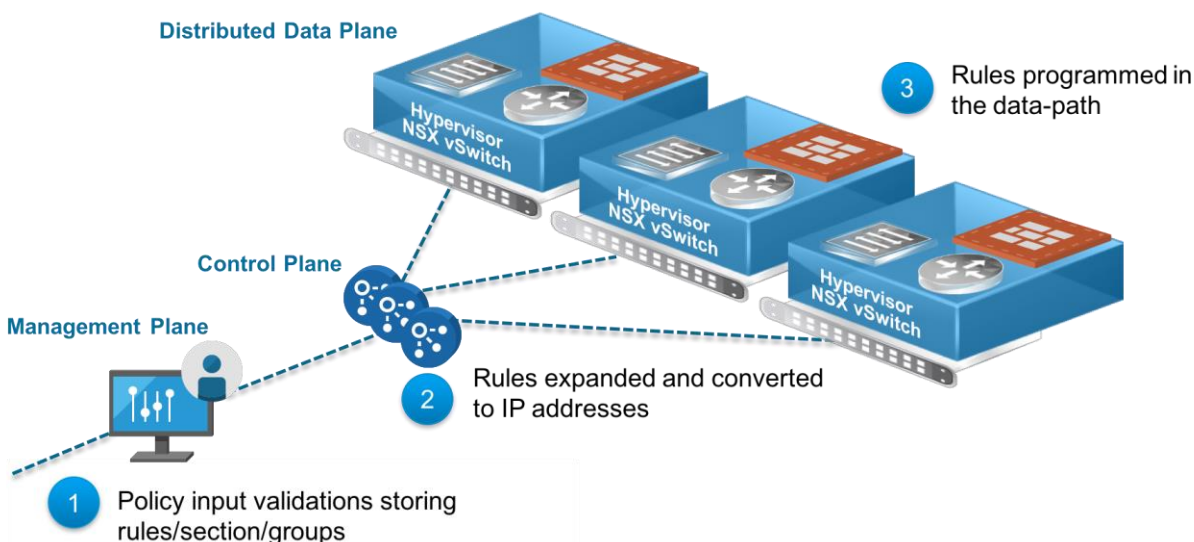 Distributed Data Plane
Hypervisor
NSX vSwitch
3
Rules programmed in
the data-path
Hypervisor
NSX vSwitch
Hypervisor
NSX vSwitch
Control Plane
Management Plane
2
Rules expanded and converted
to IP addresses
1
Policy input validations storing
rules/section/groups